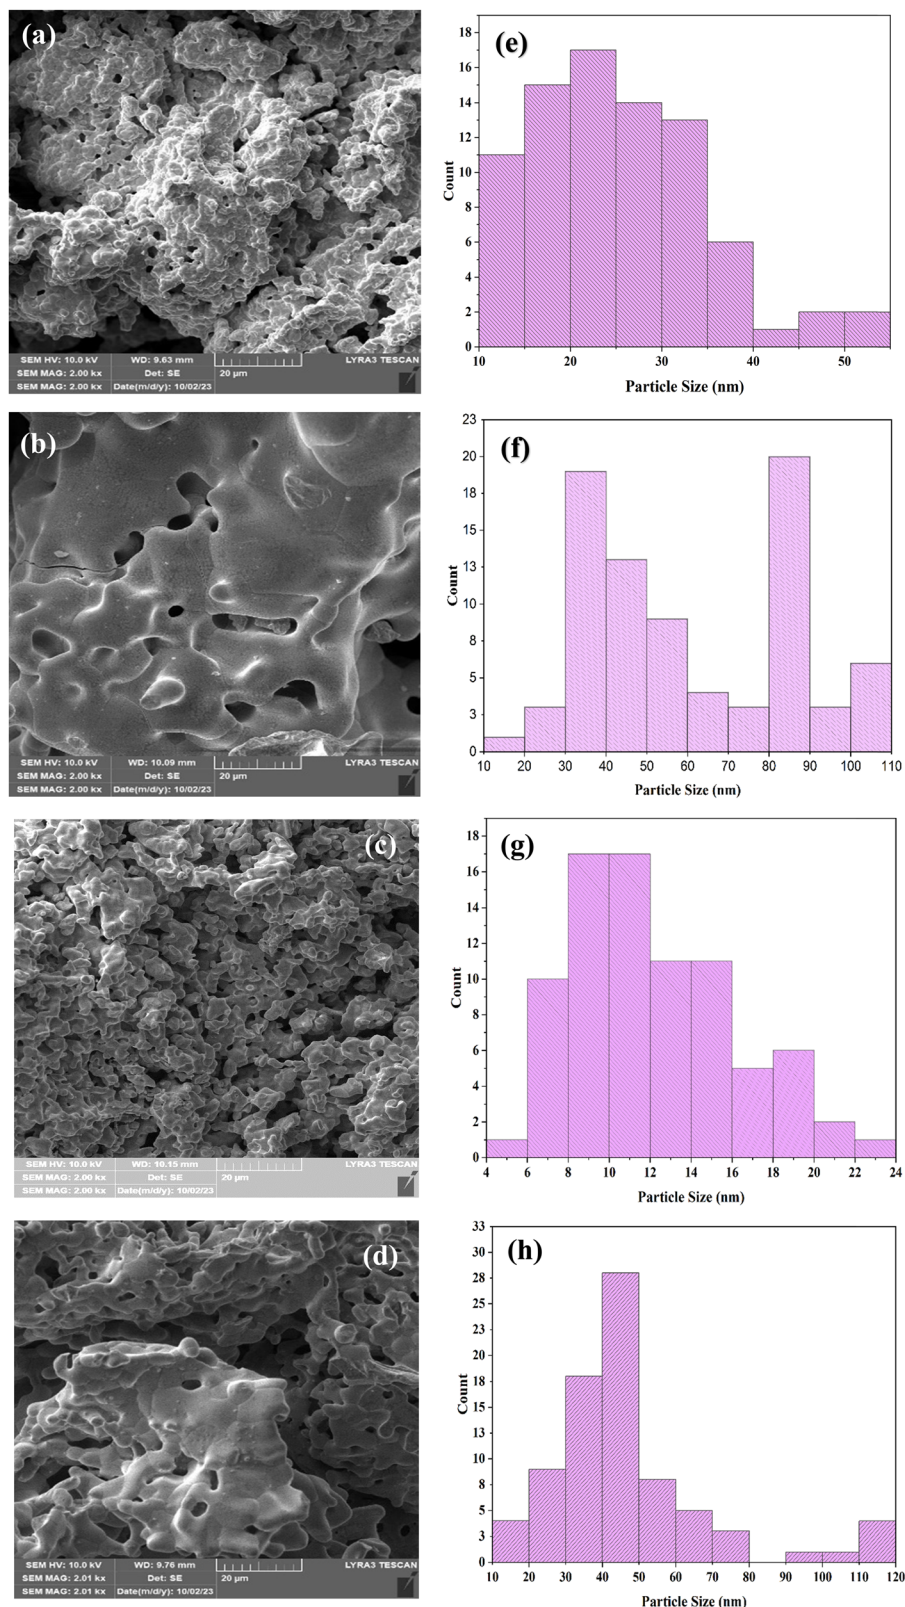 (a)
SEM HV: 10.0 kV WD: 9.63 mm LYRA3 TESCAN
SEM MAG: 2.00 kx Det: SE 20 µm
SEM MAG: 2.00 kx Date(m/d/y): 10/02/23
(e)
18
16
14
12
10
8
6
4
2
0
Count
10 20 30 40 50
Particle Size (nm)
(b)
SEM HV: 10.0 kV WD: 10.09 mm LYRA3 TESCAN
SEM MAG: 2.00 kx Det: SE 20 µm
SEM MAG: 2.00 kx Date(m/d/y): 10/02/23
(f)
23
20
18
15
13
10
8
5
3
0
Count
10 20 30 40 50 60 70 80 90 100 110
Particle Size (nm)
(c)
SEM HV: 10.0 kV WD: 10.15 mm LYRA3 TESCAN
SEM MAG: 2.00 kx Det: SE 20 µm
SEM MAG: 2.00 kx Date(m/d/y): 10/02/23
(g)
18
16
14
12
10
8
6
4
2
0
Count
4 6 8 10 12 14 16 18 20 22 24
Particle Size (nm)
(d)
SEM HV: 10.0 kV WD: 9.76 mm LYRA3 TESCAN
SEM MAG: 2.01 kx Det: SE 20 µm
SEM MAG: 2.01 kx Date(m/d/y): 10/02/23
(h)
33
30
28
25
23
20
18
15
13
10
8
5
3
0
Count
10 20 30 40 50 60 70 80 90 100 110 120
Particle Size (nm)